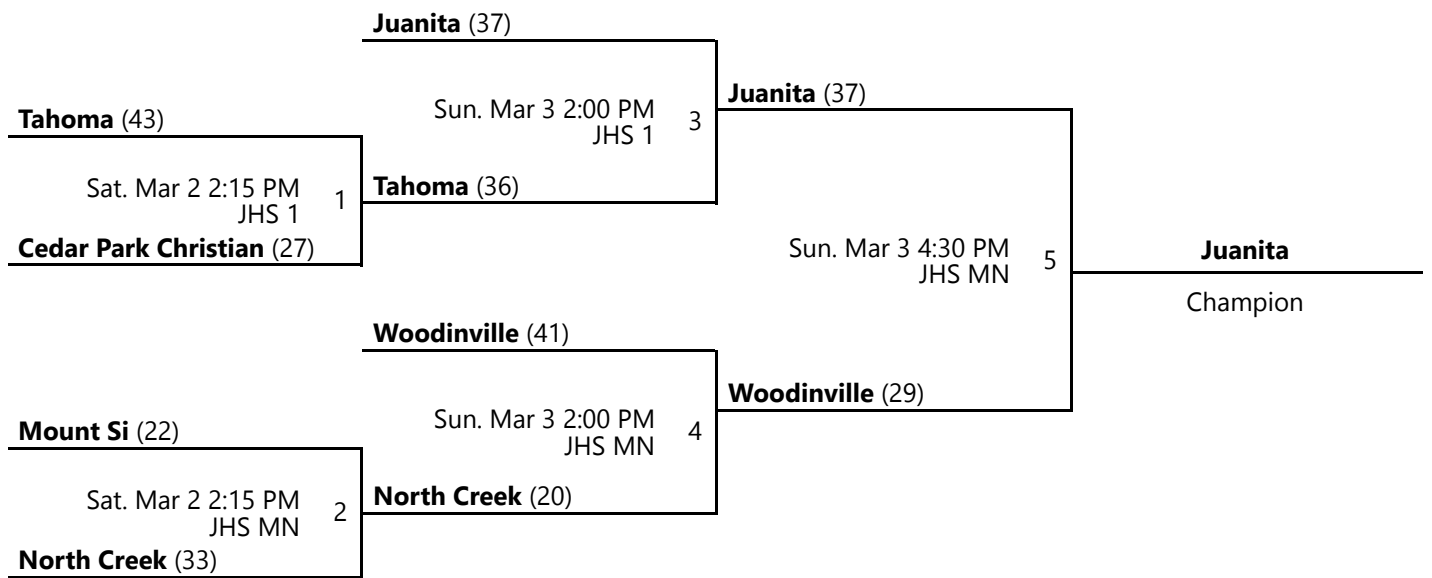 Juanita (37)
Tahoma (43)
Sun. Mar 3 2:00 PM
JHS 1
3
Juanita (37)
Sat. Mar 2 2:15 PM
JHS 1
1
Tahoma (36)
Cedar Park Christian (27)
Sun. Mar 3 4:30 PM
JHS MN
5
Juanita
Champion
Woodinville (41)
Mount Si (22)
Sun. Mar 3 2:00 PM
JHS MN
4
Woodinville (29)
Sat. Mar 2 2:15 PM
JHS MN
2
North Creek (20)
North Creek (33)